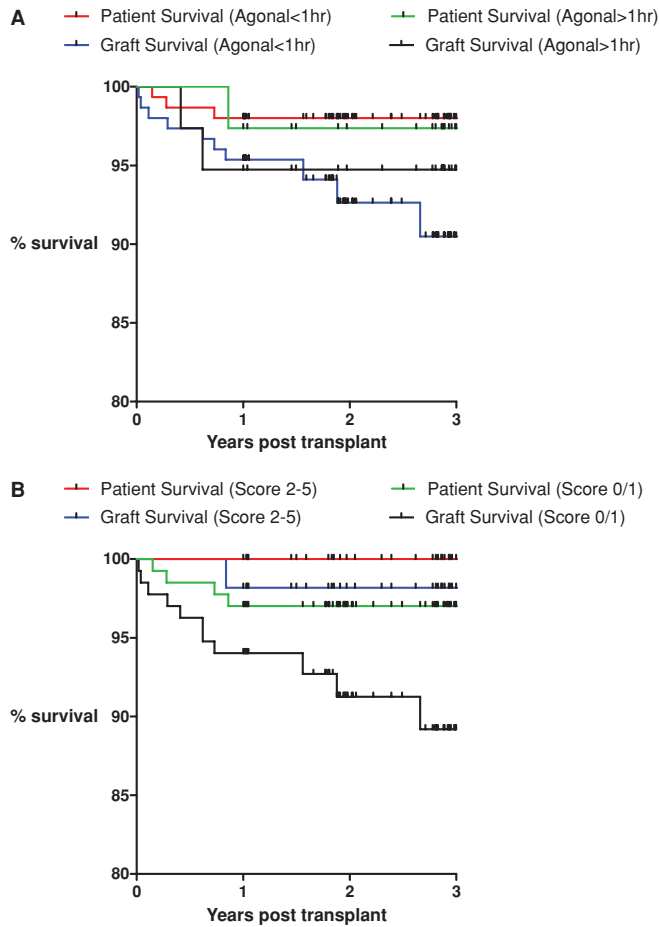 A
Patient Survival (Agonal<1hr) Patient Survival (Agonal>1hr)
Graft Survival (Agonal<1hr) Graft Survival (Agonal>1hr)
100
95
% survival 90
85
80
0 1 2 3
Years post transplant
B
Patient Survival (Score 2-5) Patient Survival (Score 0/1)
Graft Survival (Score 2-5) Graft Survival (Score 0/1)
100
95
% survival 90
85
80
0 1 2 3
Years post transplant